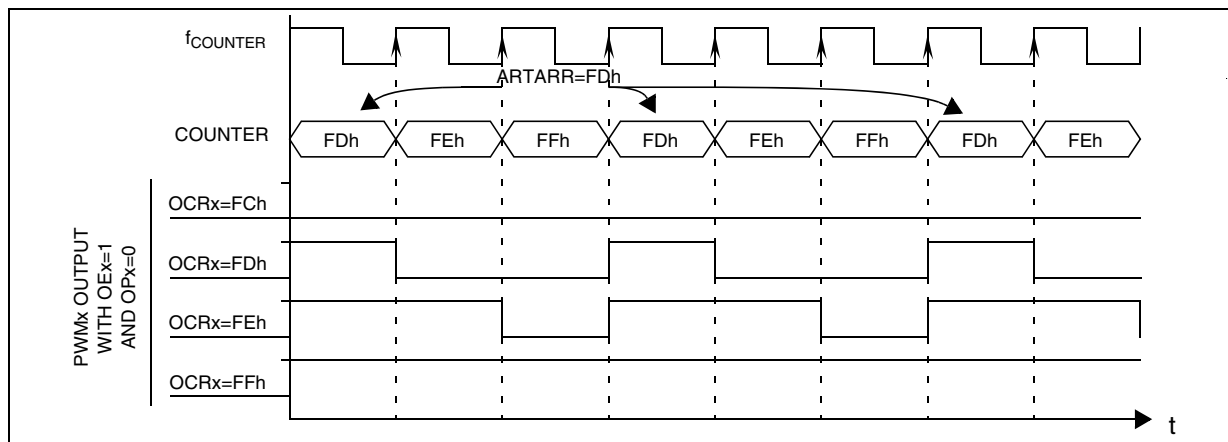 fCOUNTER
ARTARR=FDh
COUNTER
FDh FEh FFh FDh FEh FFh FDh FEh
PWMx OUTPUT
WITH OEx=1
AND OPx=0
OCRx=FCh
OCRx=FDh
OCRx=FEh
OCRx=FFh
t